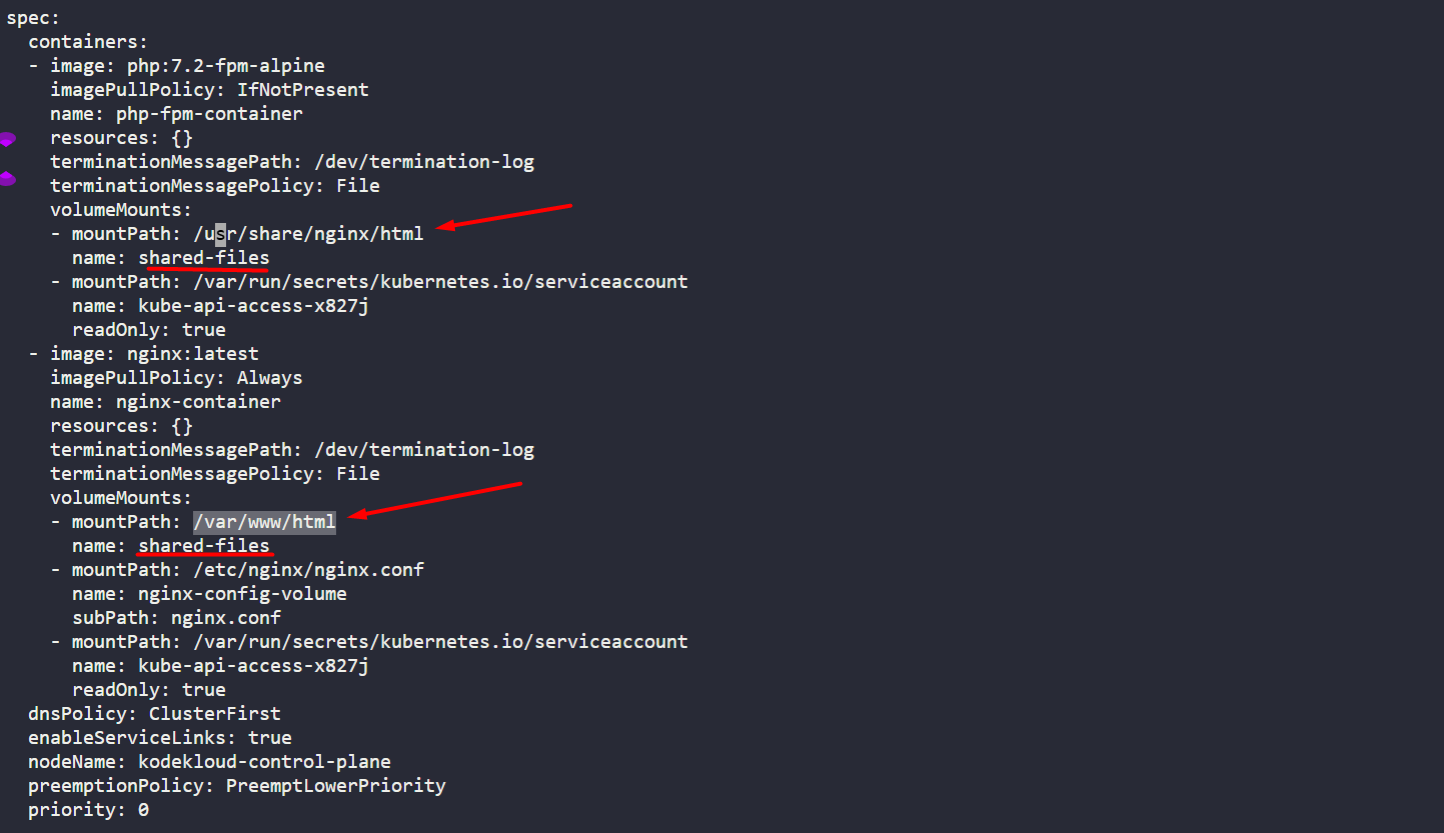 spec:
  containers:
  - image: php:7.2-fpm-alpine
    imagePullPolicy: IfNotPresent
    name: php-fpm-container
    resources: {}
    terminationMessagePath: /dev/termination-log
    terminationMessagePolicy: File
    volumeMounts:
    - mountPath: /usr/share/nginx/html
      name: shared-files
    - mountPath: /var/run/secrets/kubernetes.io/serviceaccount
      name: kube-api-access-x827j
      readOnly: true
  - image: nginx:latest
    imagePullPolicy: Always
    name: nginx-container
    resources: {}
    terminationMessagePath: /dev/termination-log
    terminationMessagePolicy: File
    volumeMounts:
    - mountPath: /var/www/html
      name: shared-files
    - mountPath: /etc/nginx/nginx.conf
      name: nginx-config-volume
      subPath: nginx.conf
    - mountPath: /var/run/secrets/kubernetes.io/serviceaccount
      name: kube-api-access-x827j
      readOnly: true
  dnsPolicy: ClusterFirst
  enableServiceLinks: true
  nodeName: kodekloud-control-plane
  preemptionPolicy: PreemptLowerPriority
  priority: 0